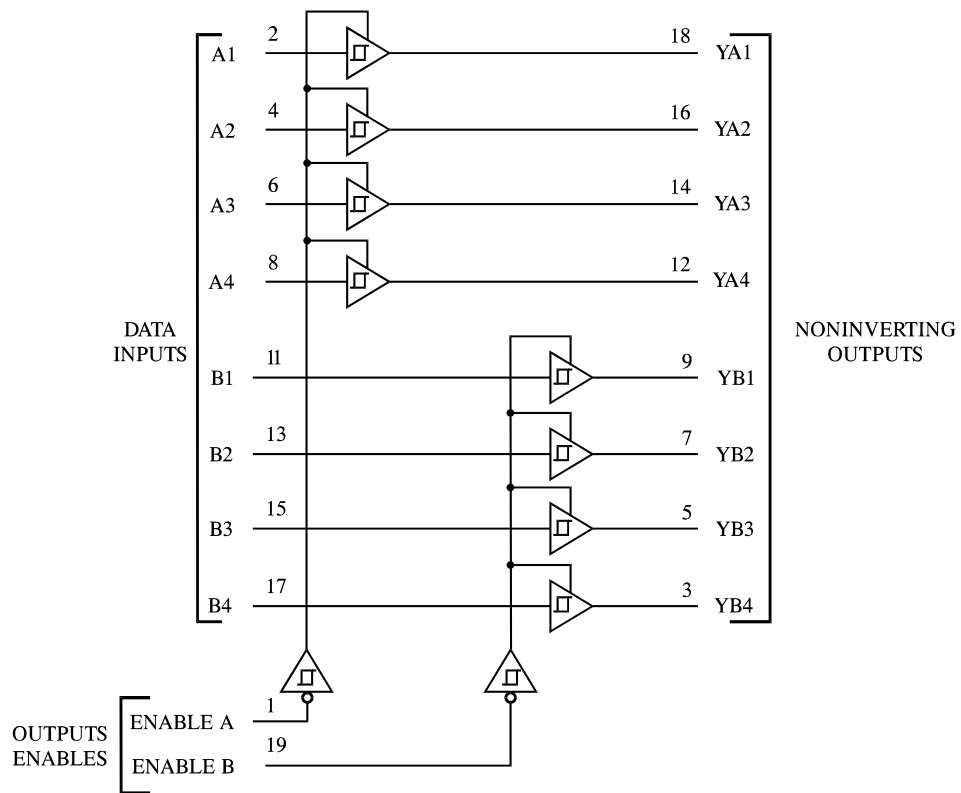 2
18
A1
YA1
4
16
A2
YA2
6
14
A3
YA3
8
12
A4
YA4
DATA
INPUTS
NONINVERTING
OUTPUTS
11
9
B1
YB1
13
7
B2
YB2
15
5
B3
YB3
17
3
B4
YB4
OUTPUTS
ENABLES
1
ENABLE A
19
ENABLE B